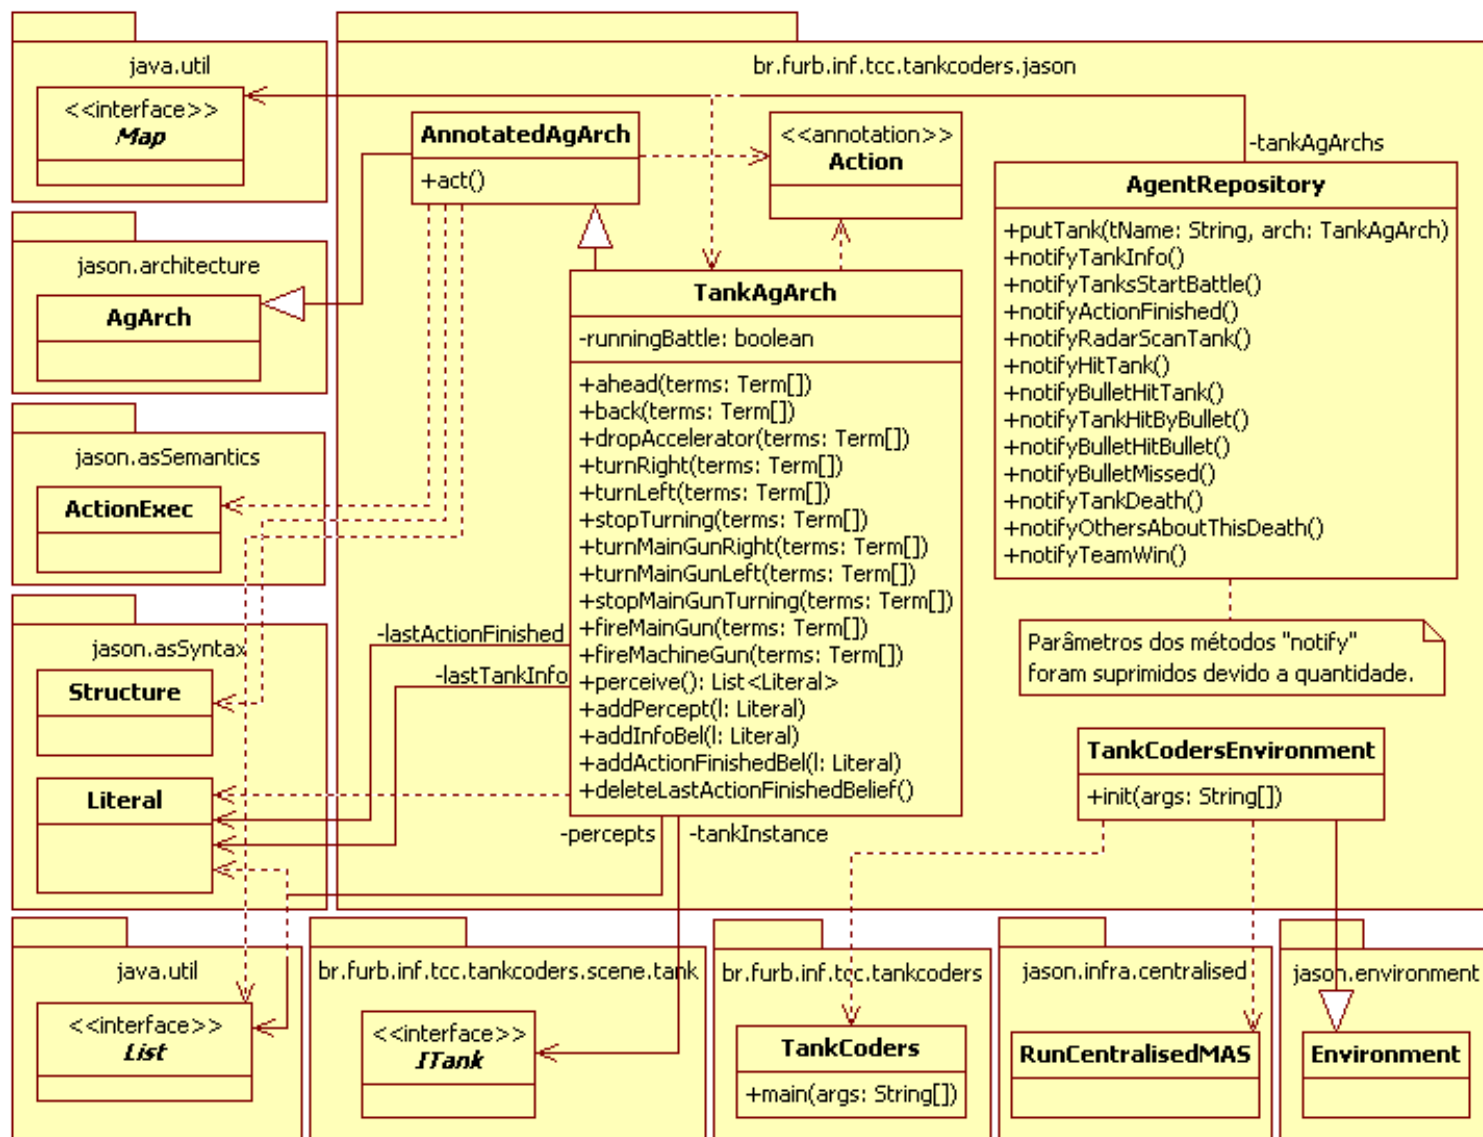 java.util
<<interface>>
Map
jason.architecture
AgArch
jason.asSemantics
ActionExec
jason.asSyntax
Structure
Literal
java.util
<<interface>>
List
br.furb.inf.tcc.tankcoders.jason
AnnotatedAgArch
+act()
<<annotation>>
Action
-tankAgArchs
AgentRepository
+putTank(tName: String, arch: TankAgArch)
+notifyTankInfo()
+notifyTanksStartBattle()
+notifyActionFinished()
+notifyRadarScanTank()
+notifyHitTank()
+notifyBulletHitTank()
+notifyTankHitByBullet()
+notifyBulletHitBullet()
+notifyBulletMissed()
+notifyTankDeath()
+notifyOthersAboutThisDeath()
+notifyTeamWin()
Parâmetros dos métodos "notify"
foram suprimidos devido a quantidade.
TankAgArch
-runningBattle: boolean
+ahead(terms: Term[])
+back(terms: Term[])
+dropAccelerator(terms: Term[])
+turnRight(terms: Term[])
+turnLeft(terms: Term[])
+stopTurning(terms: Term[])
+turnMainGunRight(terms: Term[])
+turnMainGunLeft(terms: Term[])
+stopMainGunTurning(terms: Term[])
+fireMainGun(terms: Term[])
+fireMachineGun(terms: Term[])
+perceive(): List<Literal>
+addPercept(l: Literal)
+addInfoBel(l: Literal)
+addActionFinishedBel(l: Literal)
+deleteLastActionFinishedBelief()
-lastActionFinished
-lastTankInfo
-percepts
-tankInstance
TankCodersEnvironment
+init(args: String[])
br.furb.inf.tcc.tankcoders.scene.tank
<<interface>>
ITank
br.furb.inf.tcc.tankcoders
TankCoders
+main(args: String[])
jason.infra.centralised
RunCentralisedMAS
jason.environment
Environment